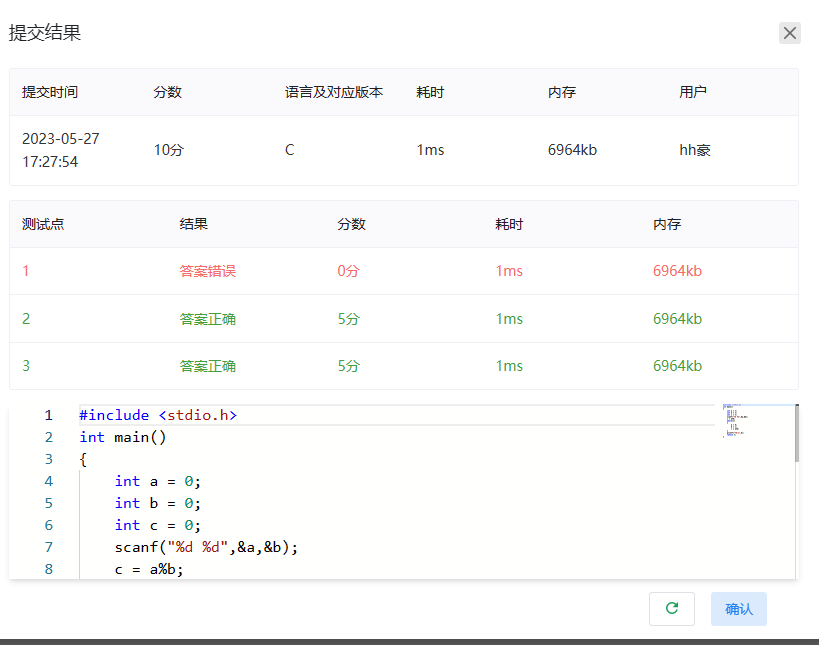 提交结果
提交时间 分数 语言及对应版本 耗时 内存 用户
2023-05-27
17:27:54 10分 C 1ms 6964kb hh豪
测试点 结果 分数 耗时 内存
1 答案错误 0分 1ms 6964kb
2 答案正确 5分 1ms 6964kb
3 答案正确 5分 1ms 6964kb
1 #include <stdio.h>
2 int main()
3 {
4 int a = 0;
5 int b = 0;
6 int c = 0;
7 scanf("%d %d",&a,&b);
8 c = a%b;
确认